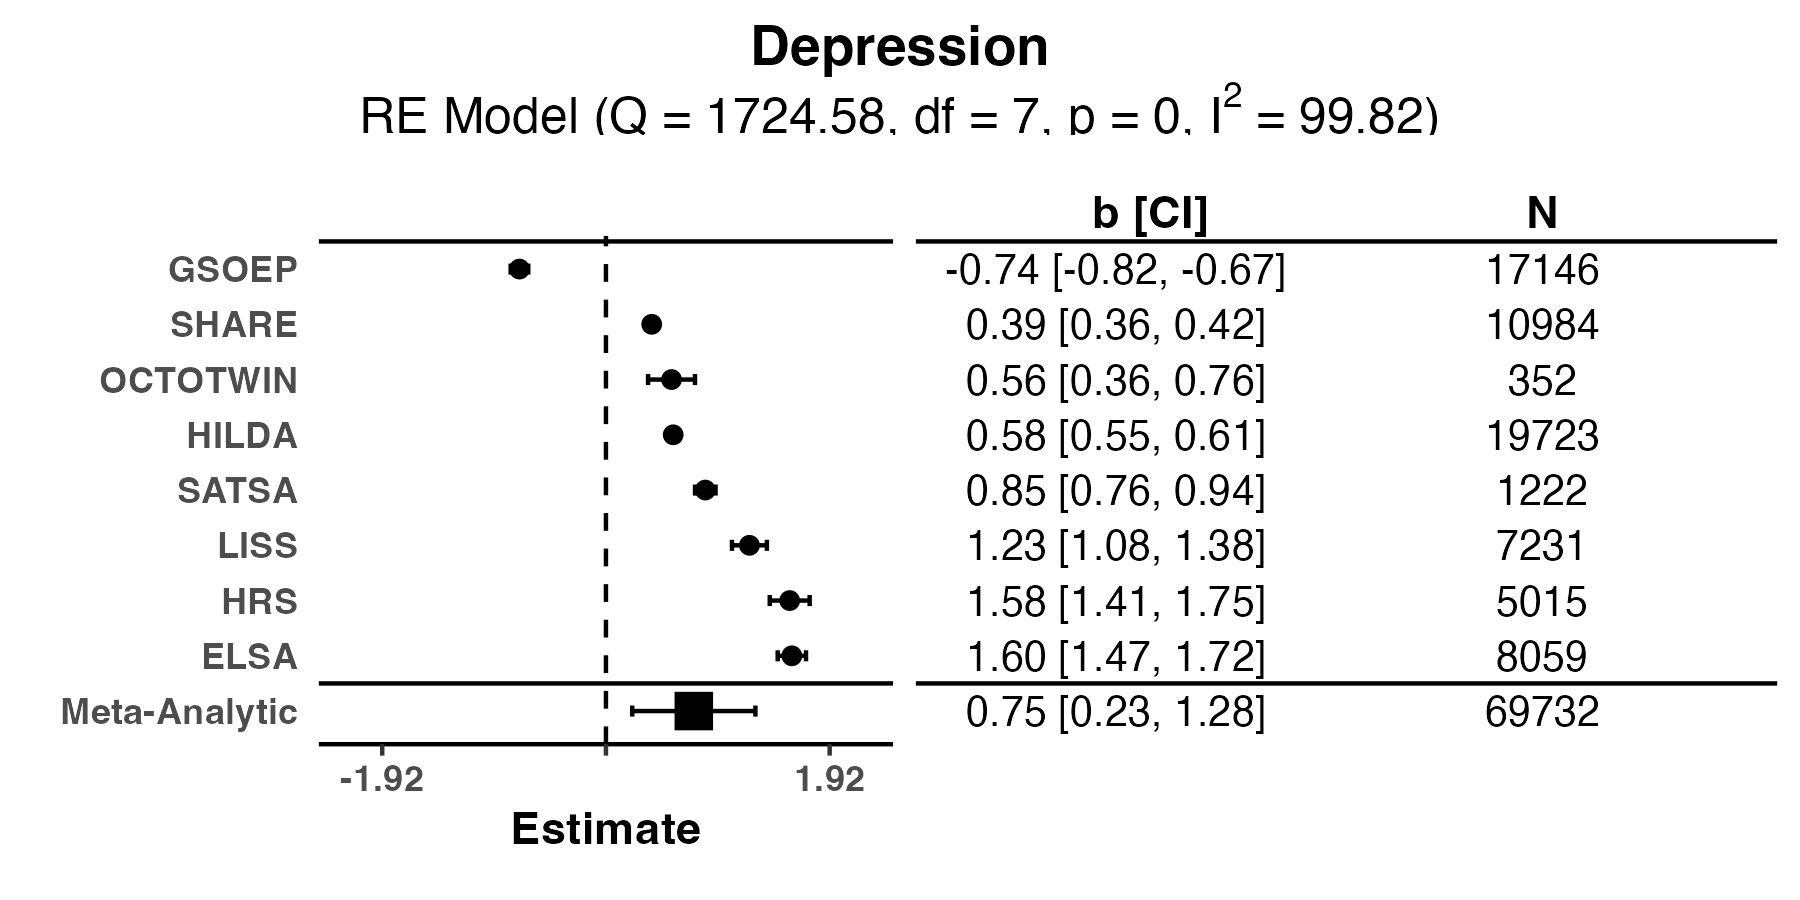 Depression
RE Model (Q = 1724.58, df = 7, p = 0, I² = 99.82)
b [CI] N
GSOEP -0.74 [-0.82, -0.67] 17146
SHARE 0.39 [0.36, 0.42] 10984
OCTOTWIN 0.56 [0.36, 0.76] 352
HILDA 0.58 [0.55, 0.61] 19723
SATSA 0.85 [0.76, 0.94] 1222
LISS 1.23 [1.08, 1.38] 7231
HRS 1.58 [1.41, 1.75] 5015
ELSA 1.60 [1.47, 1.72] 8059
Meta-Analytic 0.75 [0.23, 1.28] 69732
-1.92 1.92
Estimate